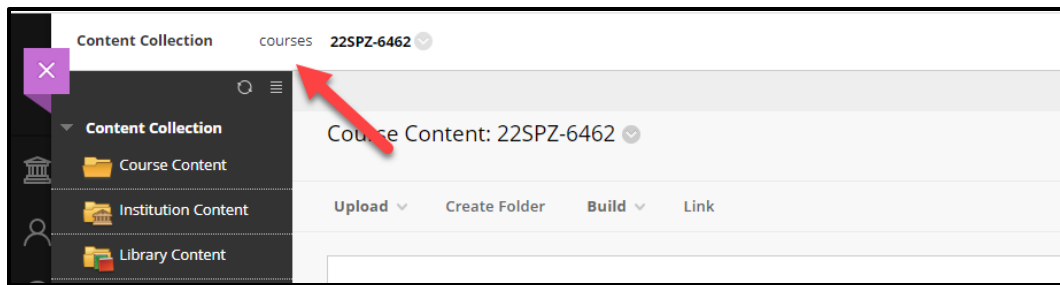 Content Collection courses 22SPZ-6462
Content Collection
Course Content: 22SPZ-6462
Course Content
Institution Content
Upload Create Folder Build Link
Library Content